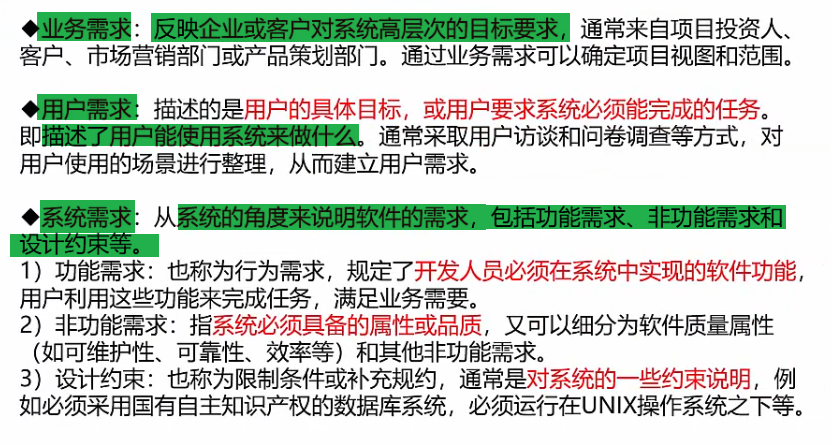 ◆业务需求：反映企业或客户对系统高层次的目标要求，通常来自项目投资人、
客户、市场营销部门或产品策划部门。通过业务需求可以确定项目视图和范围。
◆用户需求：描述的是用户的具体目标，或用户要求系统必须能完成的任务。
即描述了用户能使用系统来做什么。通常采取用户访谈和问卷调查等方式，对
用户使用的场景进行整理，从而建立用户需求。
◆系统需求：从系统的角度来说明软件的需求，包括功能需求、非功能需求和
设计约束等。
1）功能需求：也称为行为需求，规定了开发人员必须在系统中实现的软件功能，
用户利用这些功能来完成任务，满足业务需要。
2）非功能需求：指系统必须具备的属性或品质，又可以细分为软件质量属性
（如可维护性、可靠性、效率等）和其他非功能需求。
3）设计约束：也称为限制条件或补充规约，通常是对系统的一些约束说明，例
如必须采用国有自主知识产权的数据库系统，必须运行在UNIX操作系统之下等。